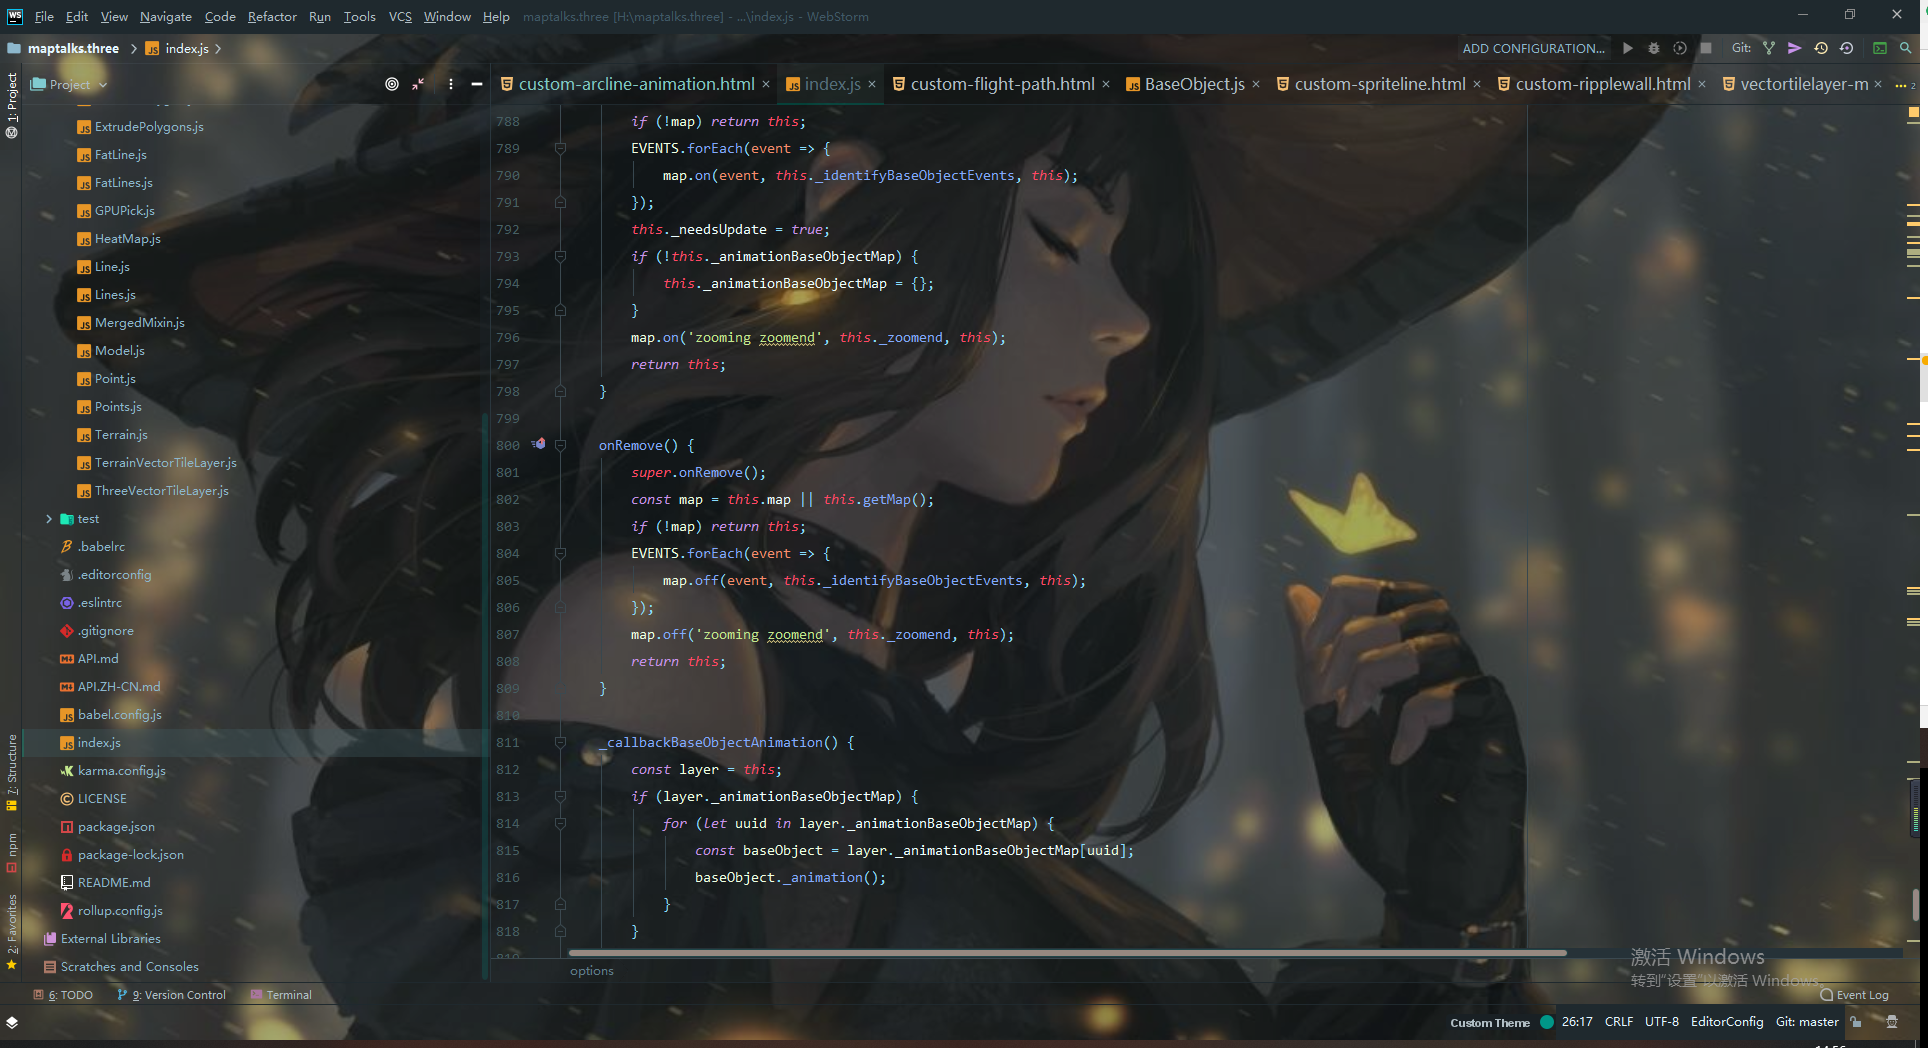 WS File Edit View Navigate Code Refactor Run Tools VCS Window Help maptalks.three [H:\maptalks.three] - ...\index.js - WebStorm
maptalks.three index.js ADD CONFIGURATION... Git:
Project custom-arcline-animation.html index.js custom-flight-path.html BaseObject.js custom-spriteline.html custom-ripplewall.html vectortilelayer-m 2
1: Project
7: Structure
npm
2: Favorites
ExtrudePolygons.js
FatLine.js
FatLines.js
GPUPick.js
HeatMap.js
Line.js
Lines.js
MergedMixin.js
Model.js
Point.js
Points.js
Terrain.js
TerrainVectorTileLayer.js
ThreeVectorTileLayer.js
test
.babelrc
.editorconfig
.eslintrc
.gitignore
API.md
API.ZH-CN.md
babel.config.js
index.js
karma.config.js
LICENSE
package.json
package-lock.json
README.md
rollup.config.js
External Libraries
Scratches and Consoles
788 if (!map) return this;
789 EVENTS.forEach(event => {
790 map.on(event, this._identifyBaseObjectEvents, this);
791 });
792 this._needsUpdate = true;
793 if (!this._animationBaseObjectMap) {
794 this._animationBaseObjectMap = {};
795 }
796 map.on('zooming zoomend', this._zoomend, this);
797 return this;
798 }
799
800 onRemove() {
801 super.onRemove();
802 const map = this.map || this.getMap();
803 if (!map) return this;
804 EVENTS.forEach(event => {
805 map.off(event, this._identifyBaseObjectEvents, this);
806 });
807 map.off('zooming zoomend', this._zoomend, this);
808 return this;
809 }
810
811 _callbackBaseObjectAnimation() {
812 const layer = this;
813 if (layer._animationBaseObjectMap) {
814 for (let uuid in layer._animationBaseObjectMap) {
815 const baseObject = layer._animationBaseObjectMap[uuid];
816 baseObject._animation();
817 }
818 }
options
激活 Windows
转到"设置"以激活 Windows。
6: TODO 9: Version Control Terminal Event Log
Custom Theme 26:17 CRLF UTF-8 EditorConfig Git: master